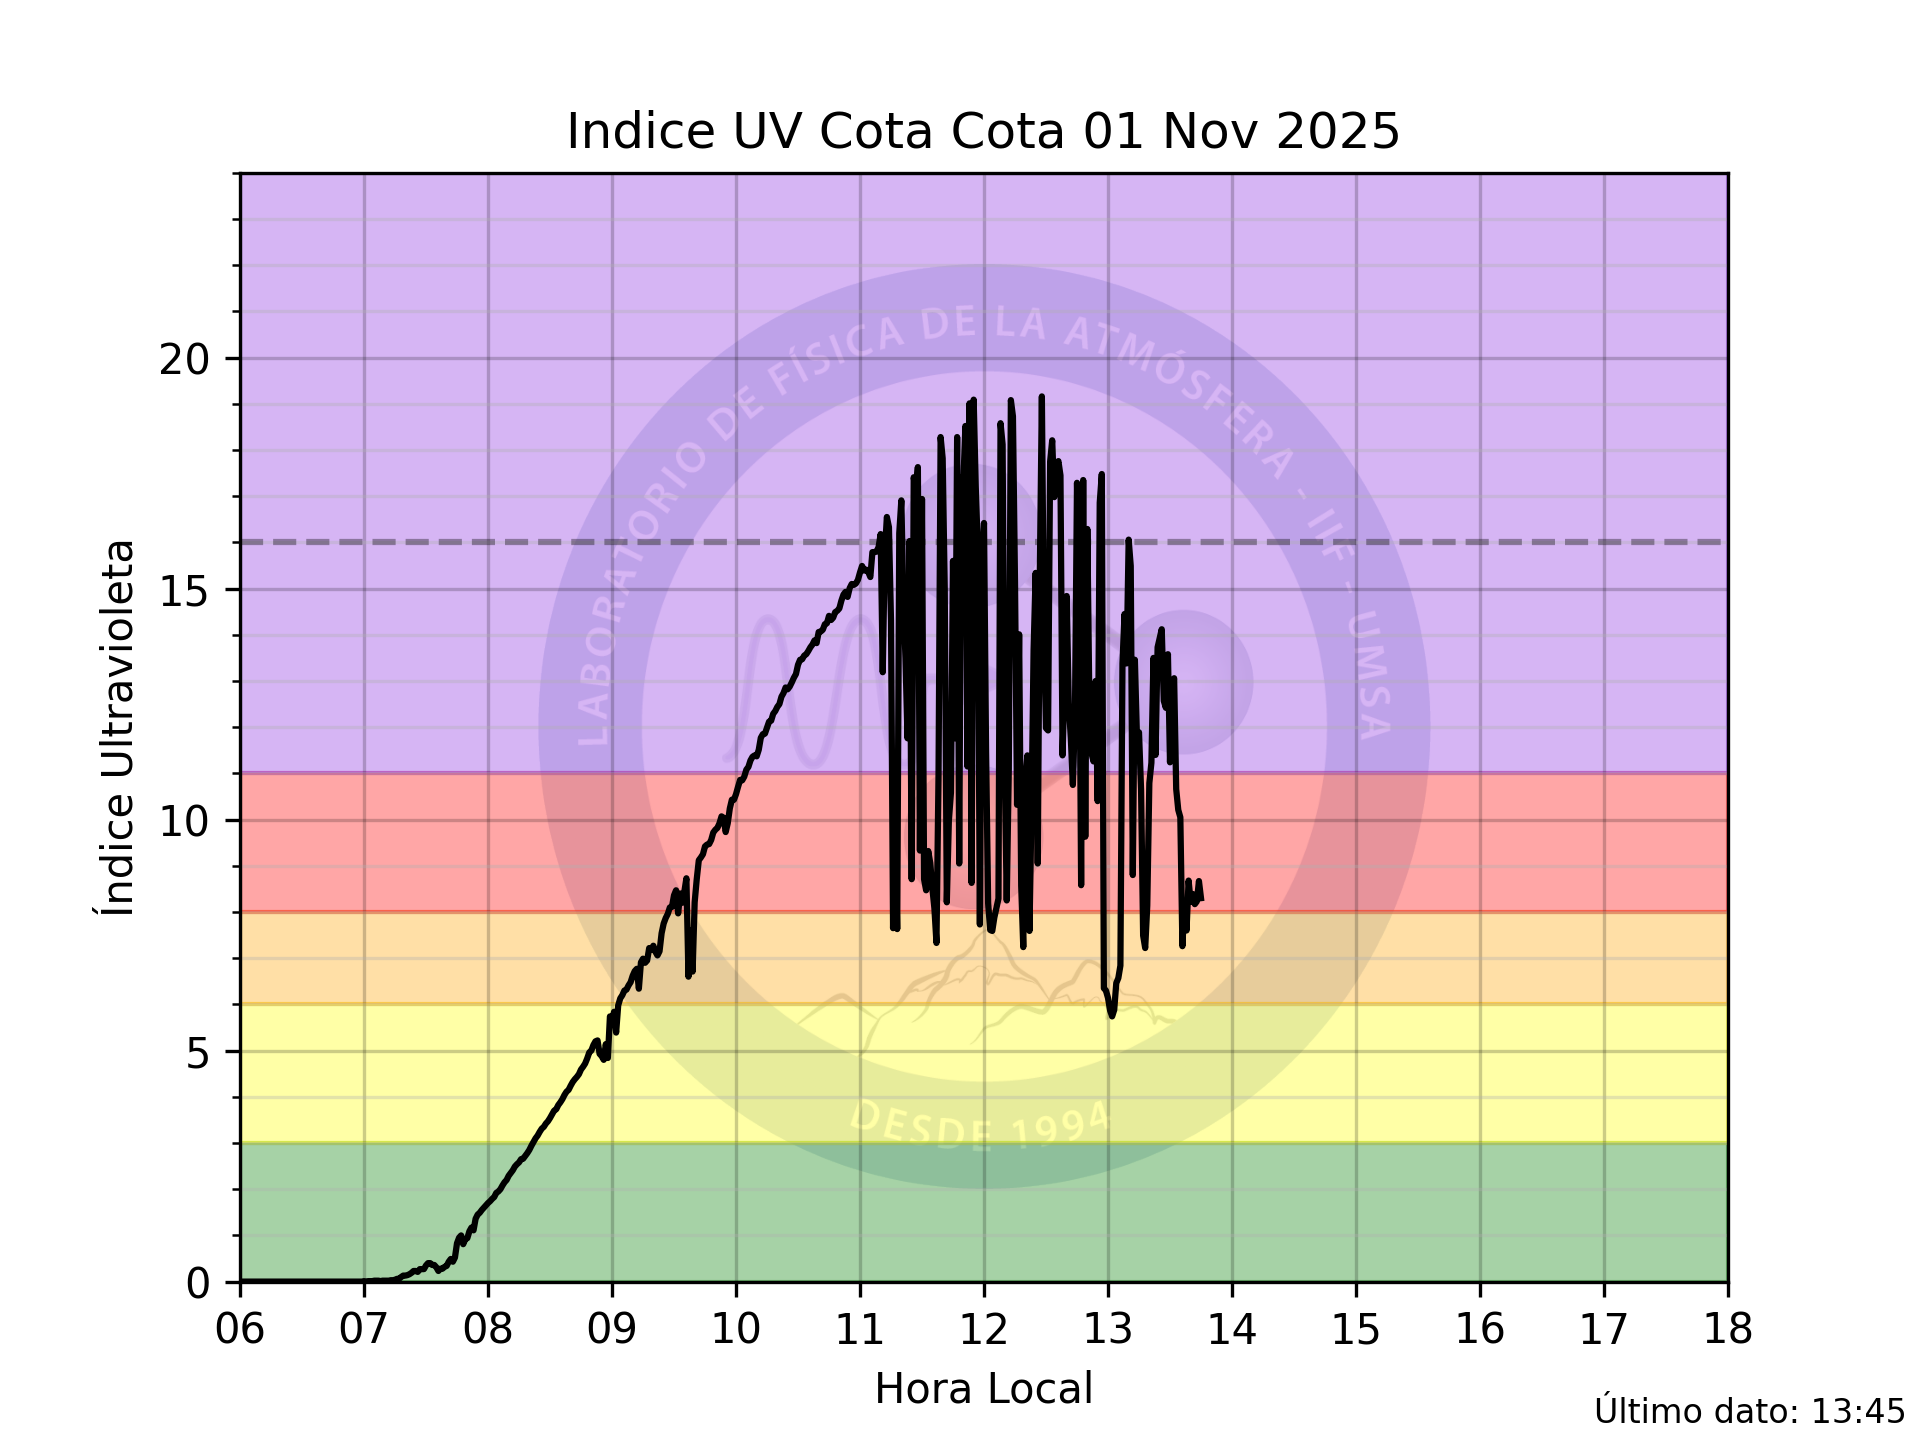 Indice UV Cota Cota 01 Nov 2025
Índice Ultravioleta
20
15
10
5
0
LABORATORIO DE FÍSICA DE LA ATMÓSFERA - IIF - UMSA
DESDE 1994
06 07 08 09 10 11 12 13 14 15 16 17 18
Hora Local
Último dato: 13:45